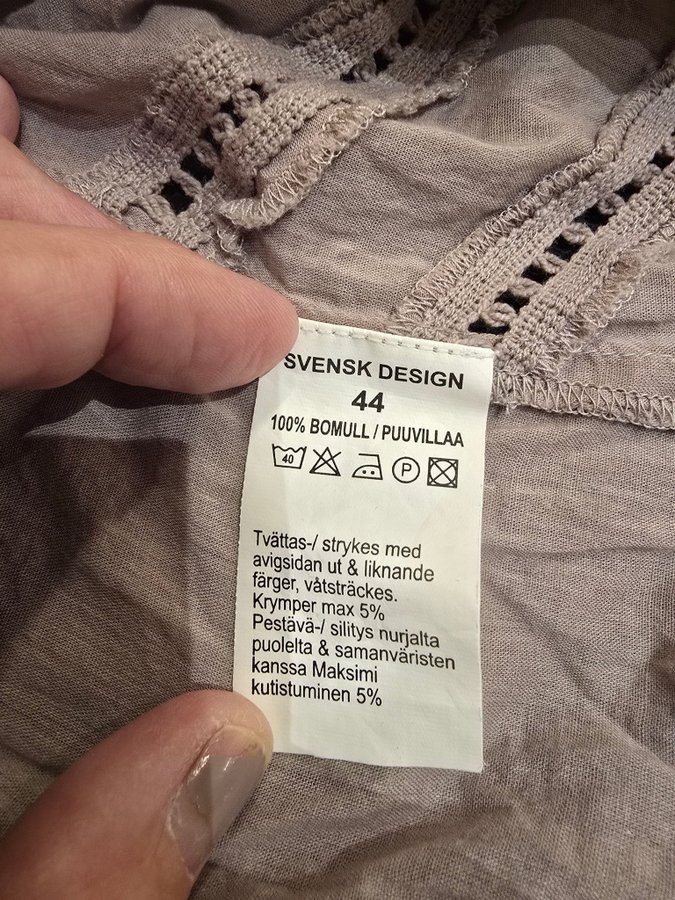 SVENSK DESIGN
44
100% BOMULL / PUUVILLAA
40 P
Tvättas-/ strykes med
avigsidan ut & liknande
färger, våtsträckes.
Krymper max 5%
Pestävä-/ silitys nurjalta
puolelta & samanväristen
kanssa Maksimi
kutistuminen 5%